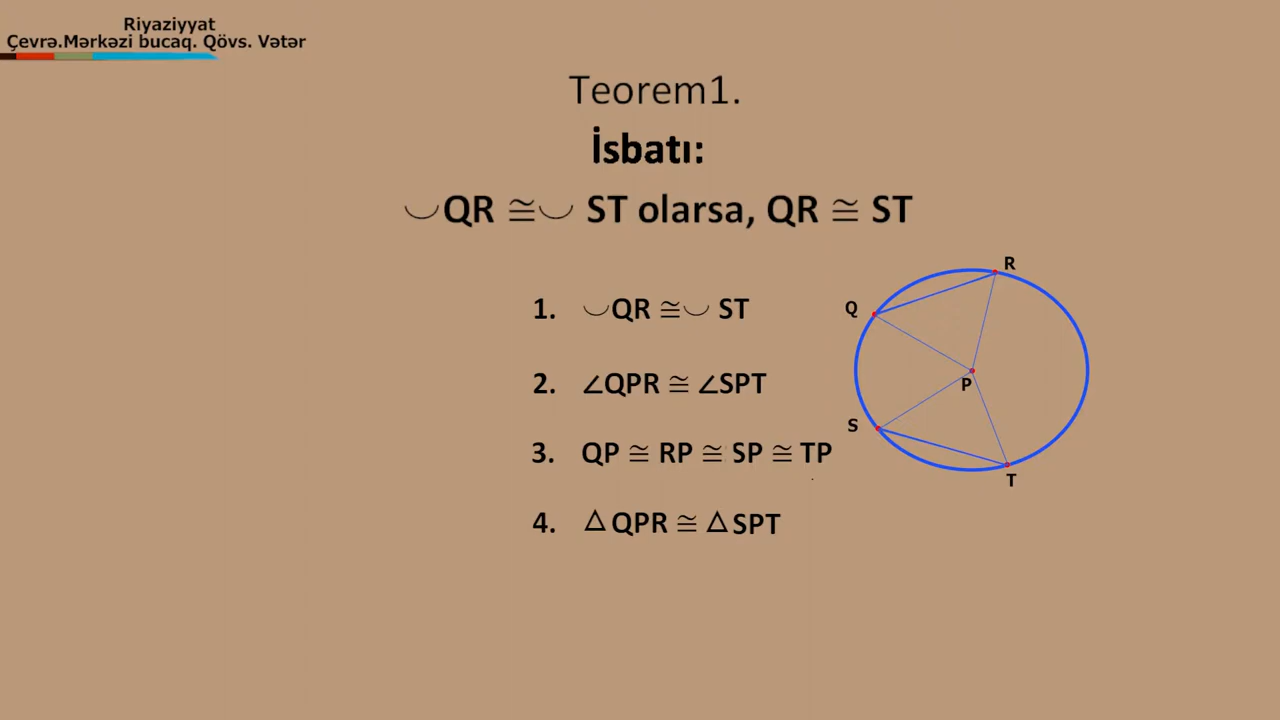 Riyaziyyat
Çevrə.Mərkəzi bucaq. Qövs. Vətər
Teorem1.
İsbatı:
◡QR ≅◡ ST olarsa, QR ≅ ST
1. ◡QR ≅◡ ST
2. ∠QPR ≅ ∠SPT
3. QP ≅ RP ≅ SP ≅ TP
4. △QPR ≅ △SPT
R
Q
P
S
T